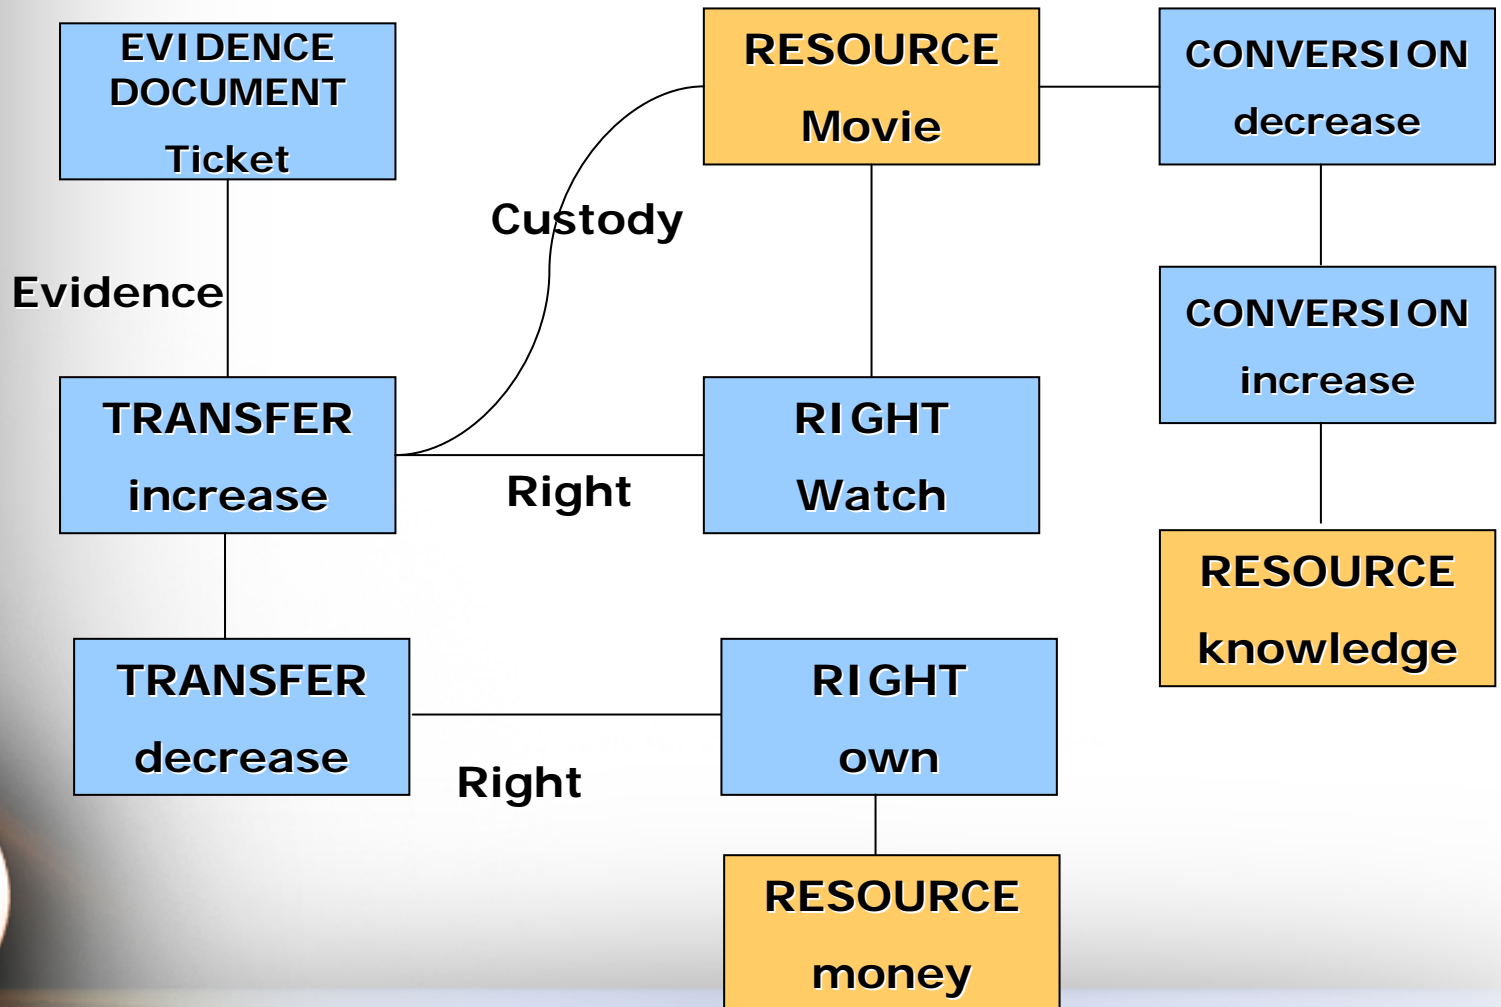 EVIDENCE
DOCUMENT
Ticket
RESOURCE
Movie
CONVERSION
decrease
Custody
Evidence
CONVERSION
increase
TRANSFER
increase
Right
RIGHT
Watch
RESOURCE
knowledge
TRANSFER
decrease
Right
RIGHT
own
RESOURCE
money